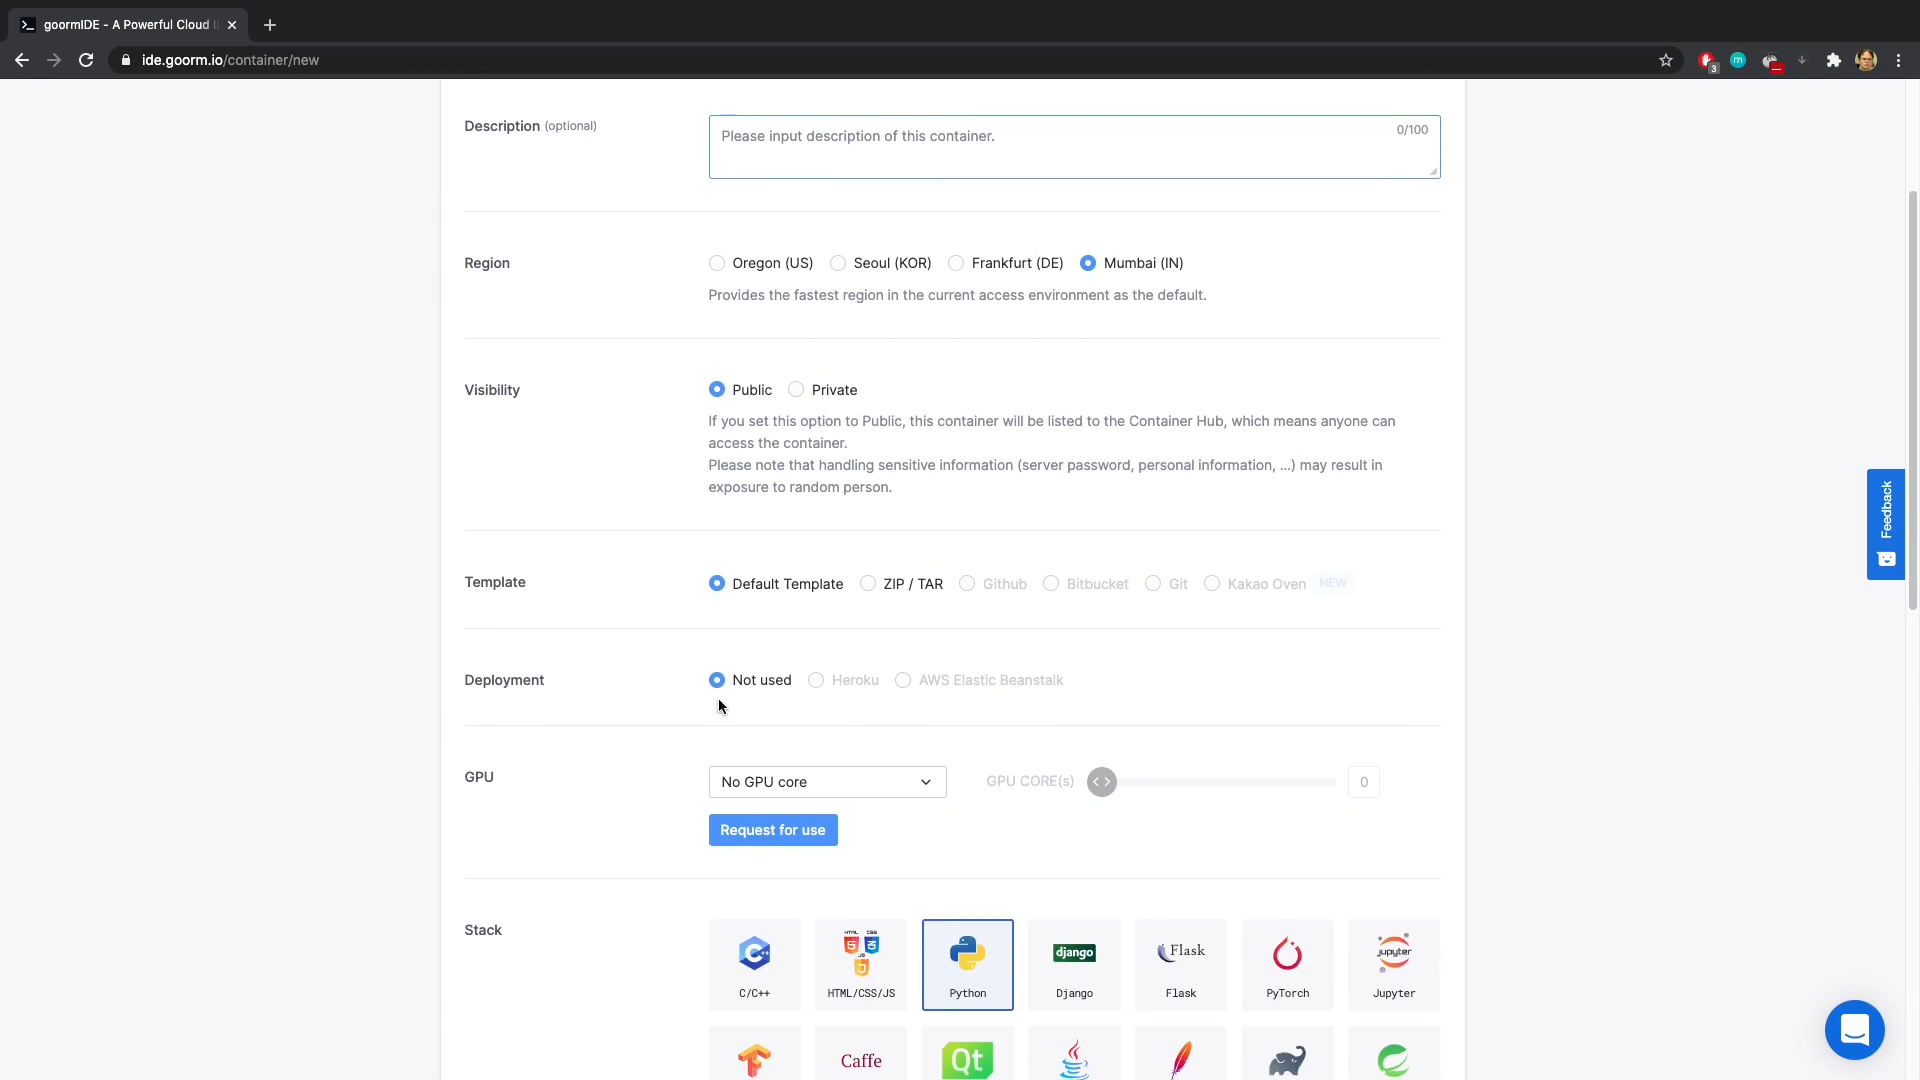 goormIDE - A Powerful Cloud I
ide.goorm.io/container/new
3
m
Description (optional)
Please input description of this container.
0/100
Region
Oregon (US) Seoul (KOR) Frankfurt (DE) Mumbai (IN)
Provides the fastest region in the current access environment as the default.
Visibility
Public Private
If you set this option to Public, this container will be listed to the Container Hub, which means anyone can
access the container.
Please note that handling sensitive information (server password, personal information, ...) may result in
exposure to random person.
Feedback
Template
Default Template ZIP / TAR Github Bitbucket Git Kakao Oven NEW
Deployment
Not used Heroku AWS Elastic Beanstalk
GPU
No GPU core
GPU CORE(s)
0
Request for use
Stack
HTML CSS
JS
django
Flask
jupyter
C/C++ HTML/CSS/JS Python Django Flask PyTorch Jupyter
Caffe
Qt